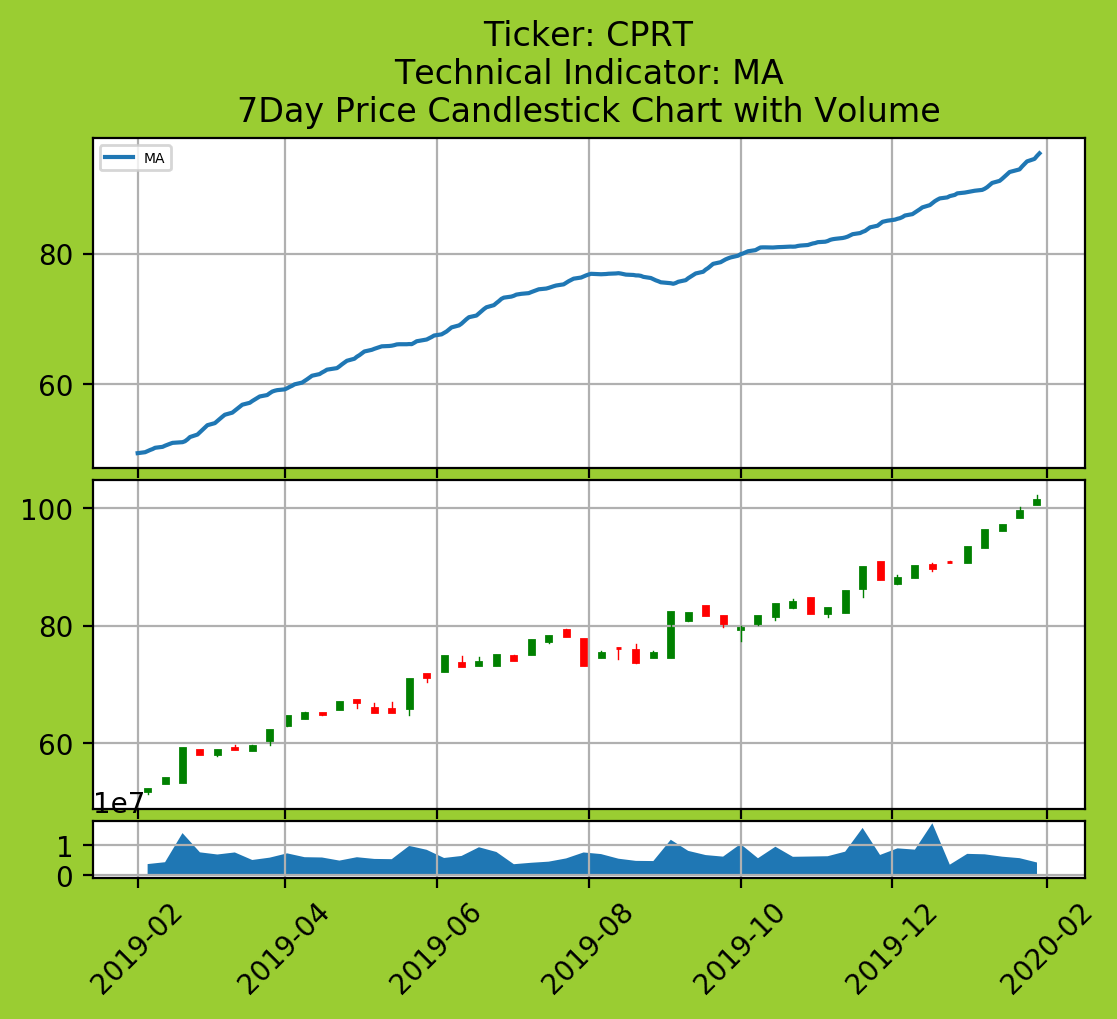 Ticker: CPRT
Technical Indicator: MA
7Day Price Candlestick Chart with Volume
MA
80
60
100
80
60
1e7
1
0
2019-02
2019-04
2019-06
2019-08
2019-10
2019-12
2020-02